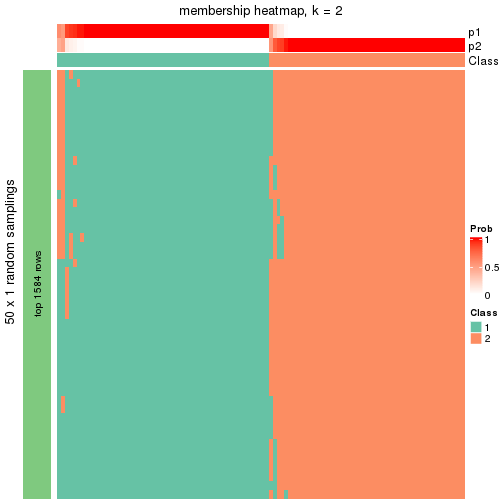 membership heatmap, k = 2
p1
p2
Class
50 x 1 random samplings
top 1584 rows
Prob
1
0.5
0
Class
1
2